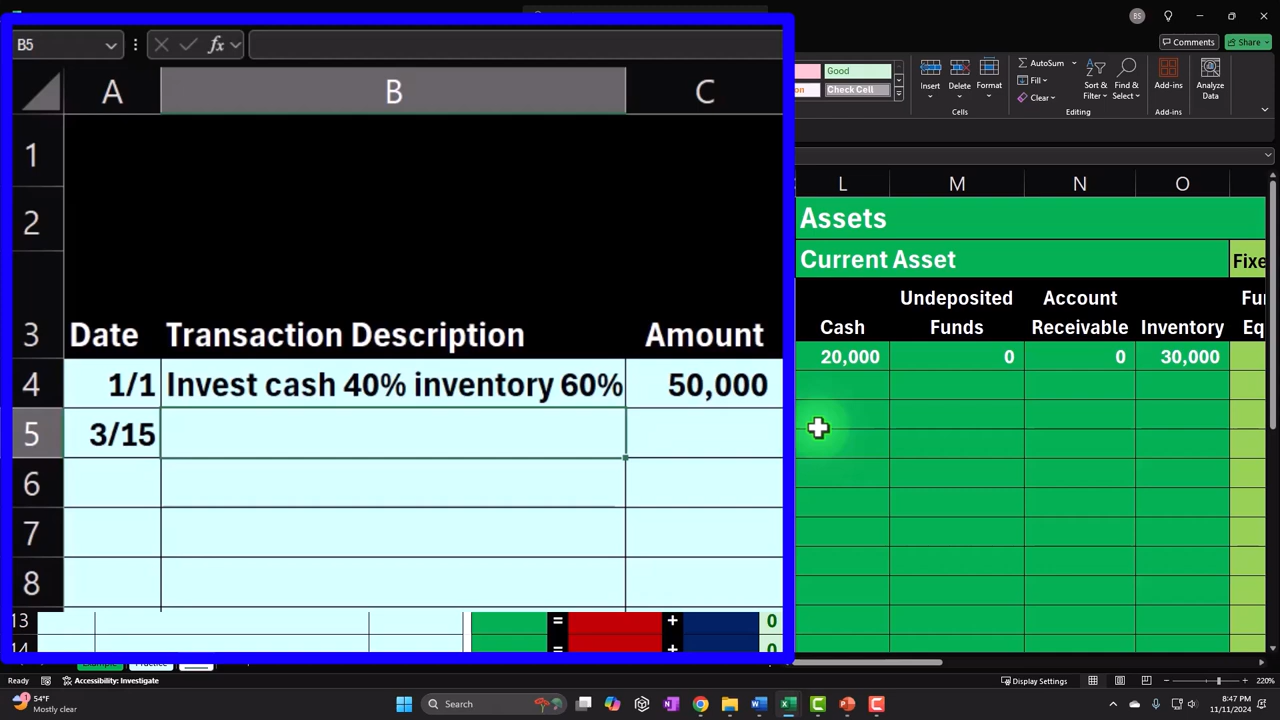 BS
B5
fx
Comments
Share
Good
Check Cell
Insert
Delete
Format
Cells
AutoSum
Fill
Clear
Sort &
Filter
Find &
Select
Editing
Add-ins
Add-ins
Analyze
Data
A B C
L M N O
1
2
3 Date Transaction Description Amount
4 1/1 Invest cash 40% inventory 60% 50,000
5 3/15
6
7
8
13 = + 0
14 = + 0
Assets
Current Asset
Cash
Undeposited
Funds
Account
Receivable
Inventory
20,000 0 0 30,000
Example
Practice
Ready
Accessibility: Investigate
Display Settings
220%
54°F
Mostly clear
Search
8:47 PM
11/11/2024